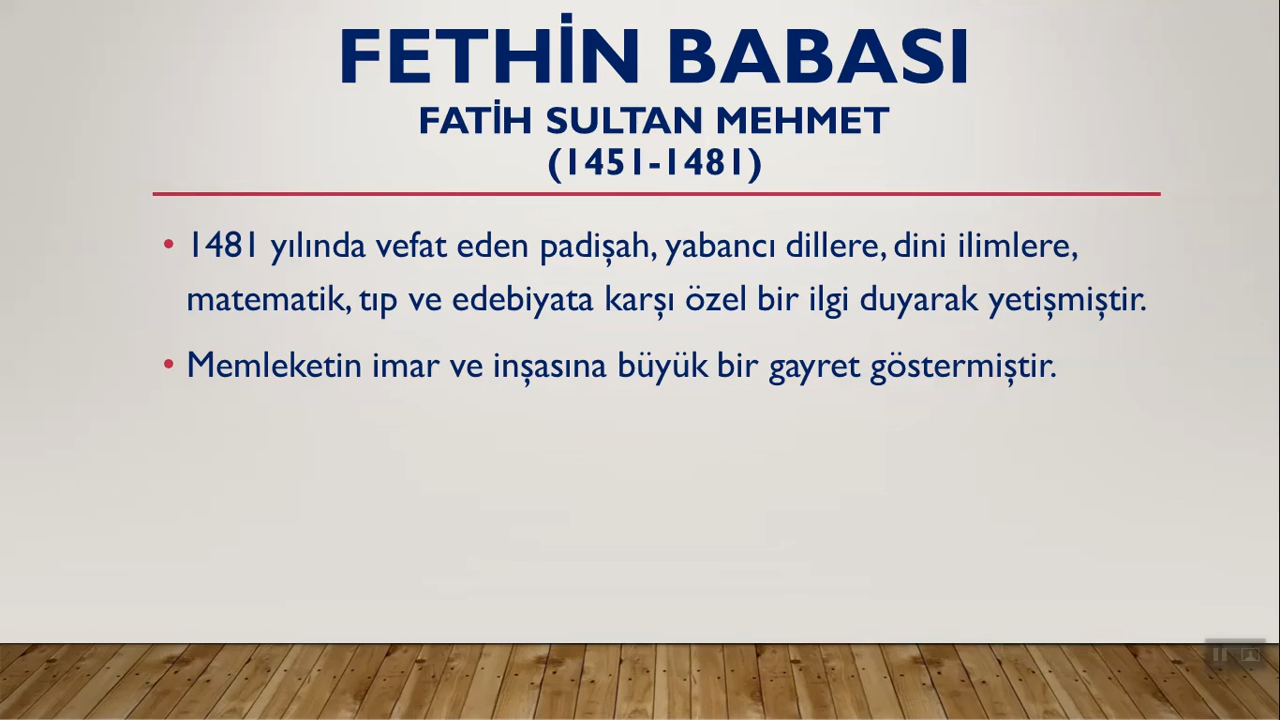 FETHİN BABASI
FATİH SULTAN MEHMET
(1451-1481)
• 1481 yılında vefat eden padişah, yabancı dillere, dini ilimlere,
matematik, tıp ve edebiyata karşı özel bir ilgi duyarak yetişmiştir.
• Memleketin imar ve inşasına büyük bir gayret göstermiştir.